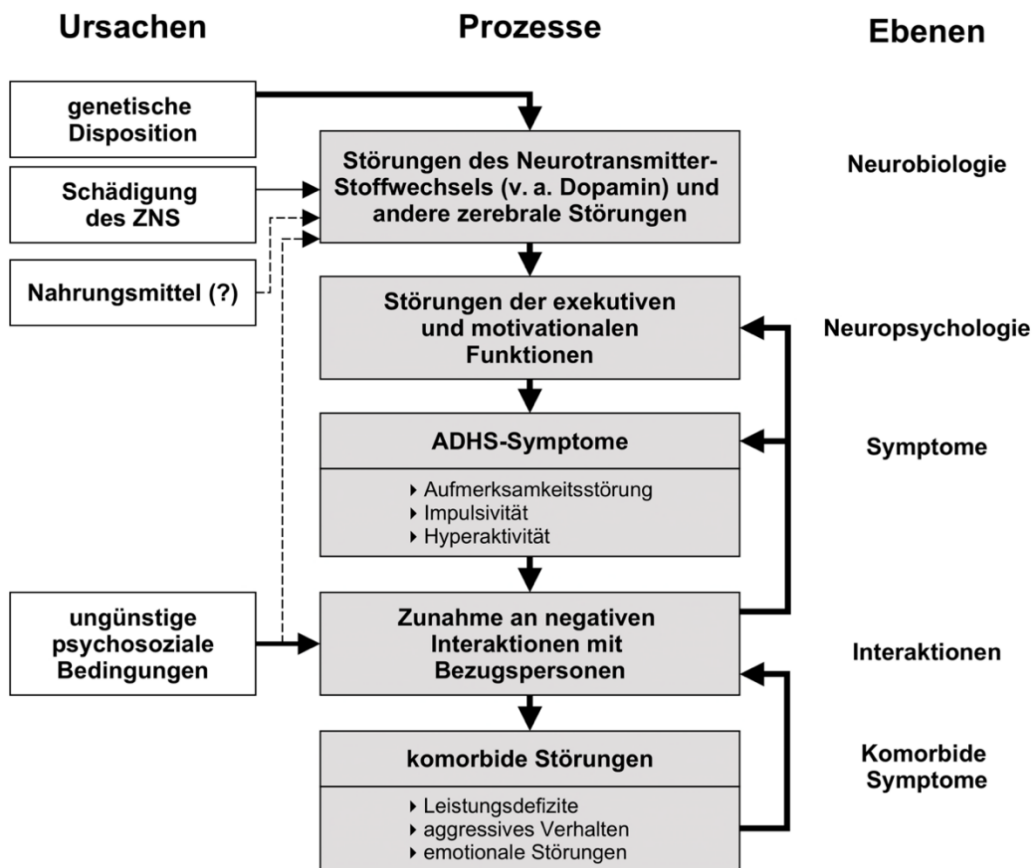 Ursachen
Prozesse
Ebenen
genetische
Disposition
Störungen des Neurotransmitter-
Stoffwechsels (v. a. Dopamin) und
andere zerebrale Störungen
Neurobiologie
Schädigung
des ZNS
Nahrungsmittel (?)
Störungen der exekutiven
und motivationalen
Funktionen
Neuropsychologie
ADHS-Symptome
Aufmerksamkeitsstörung
Impulsivität
Hyperaktivität
Symptome
ungünstige
psychosoziale
Bedingungen
Zunahme an negativen
Interaktionen mit
Bezugspersonen
Interaktionen
komorbide Störungen
Leistungsdefizite
aggressives Verhalten
emotionale Störungen
Komorbide
Symptome